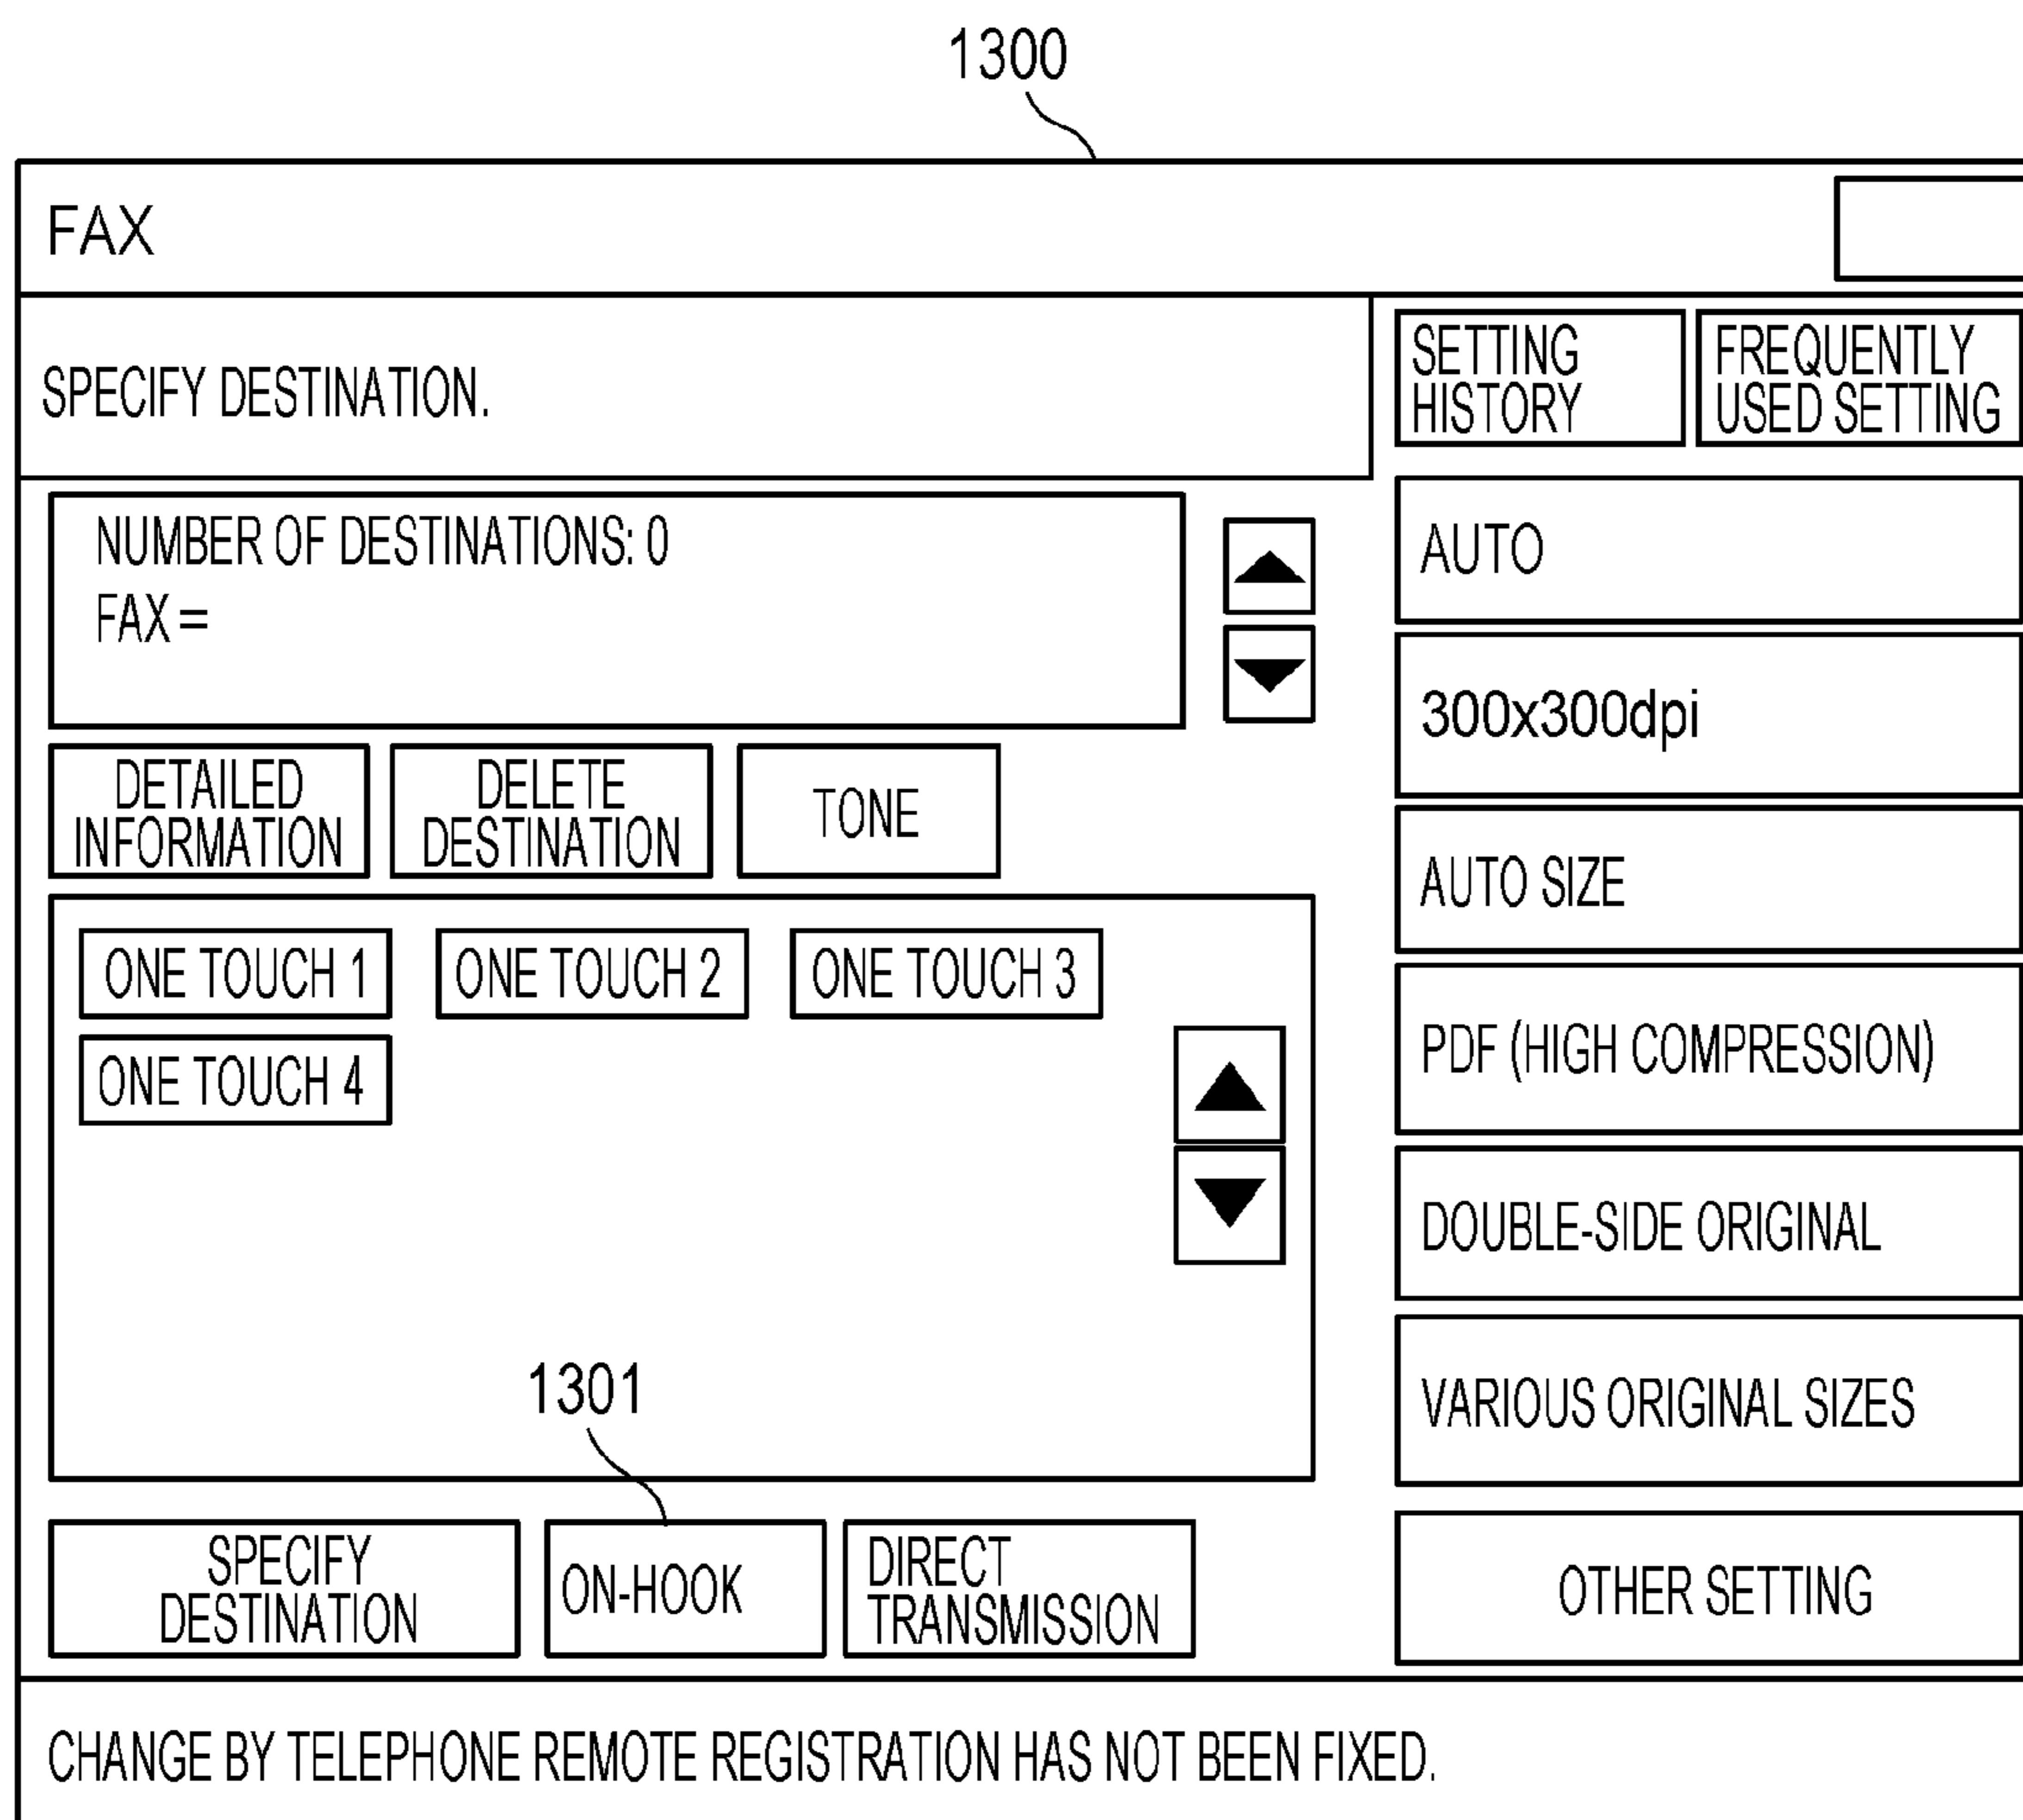 1300
FAX
SPECIFY DESTINATION.
SETTING
HISTORY
FREQUENTLY
USED SETTING
NUMBER OF DESTINATIONS: 0
FAX =
AUTO
300x300dpi
DETAILED
INFORMATION
DELETE
DESTINATION
TONE
AUTO SIZE
ONE TOUCH 1
ONE TOUCH 2
ONE TOUCH 3
ONE TOUCH 4
PDF (HIGH COMPRESSION)
DOUBLE-SIDE ORIGINAL
VARIOUS ORIGINAL SIZES
1301
SPECIFY
DESTINATION
ON-HOOK
DIRECT
TRANSMISSION
OTHER SETTING
CHANGE BY TELEPHONE REMOTE REGISTRATION HAS NOT BEEN FIXED.